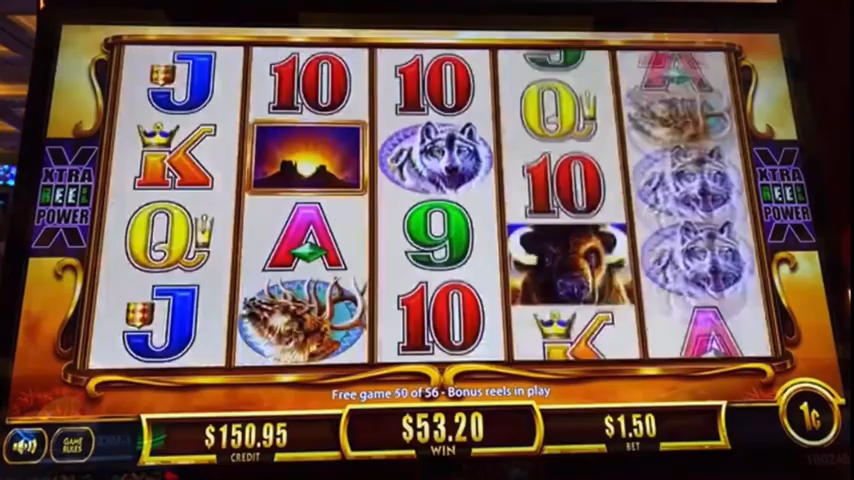 J 10 10
K
Q A 9
J 10
Q
10
K
A
A
XTRA
REEL
POWER
X
XTRA
REEL
POWER
X
Free game 50 of 56 - Bonus reels in play
GAME
RULES
$150.95
CREDIT
$53.20
WIN
$1.50
BET
1¢